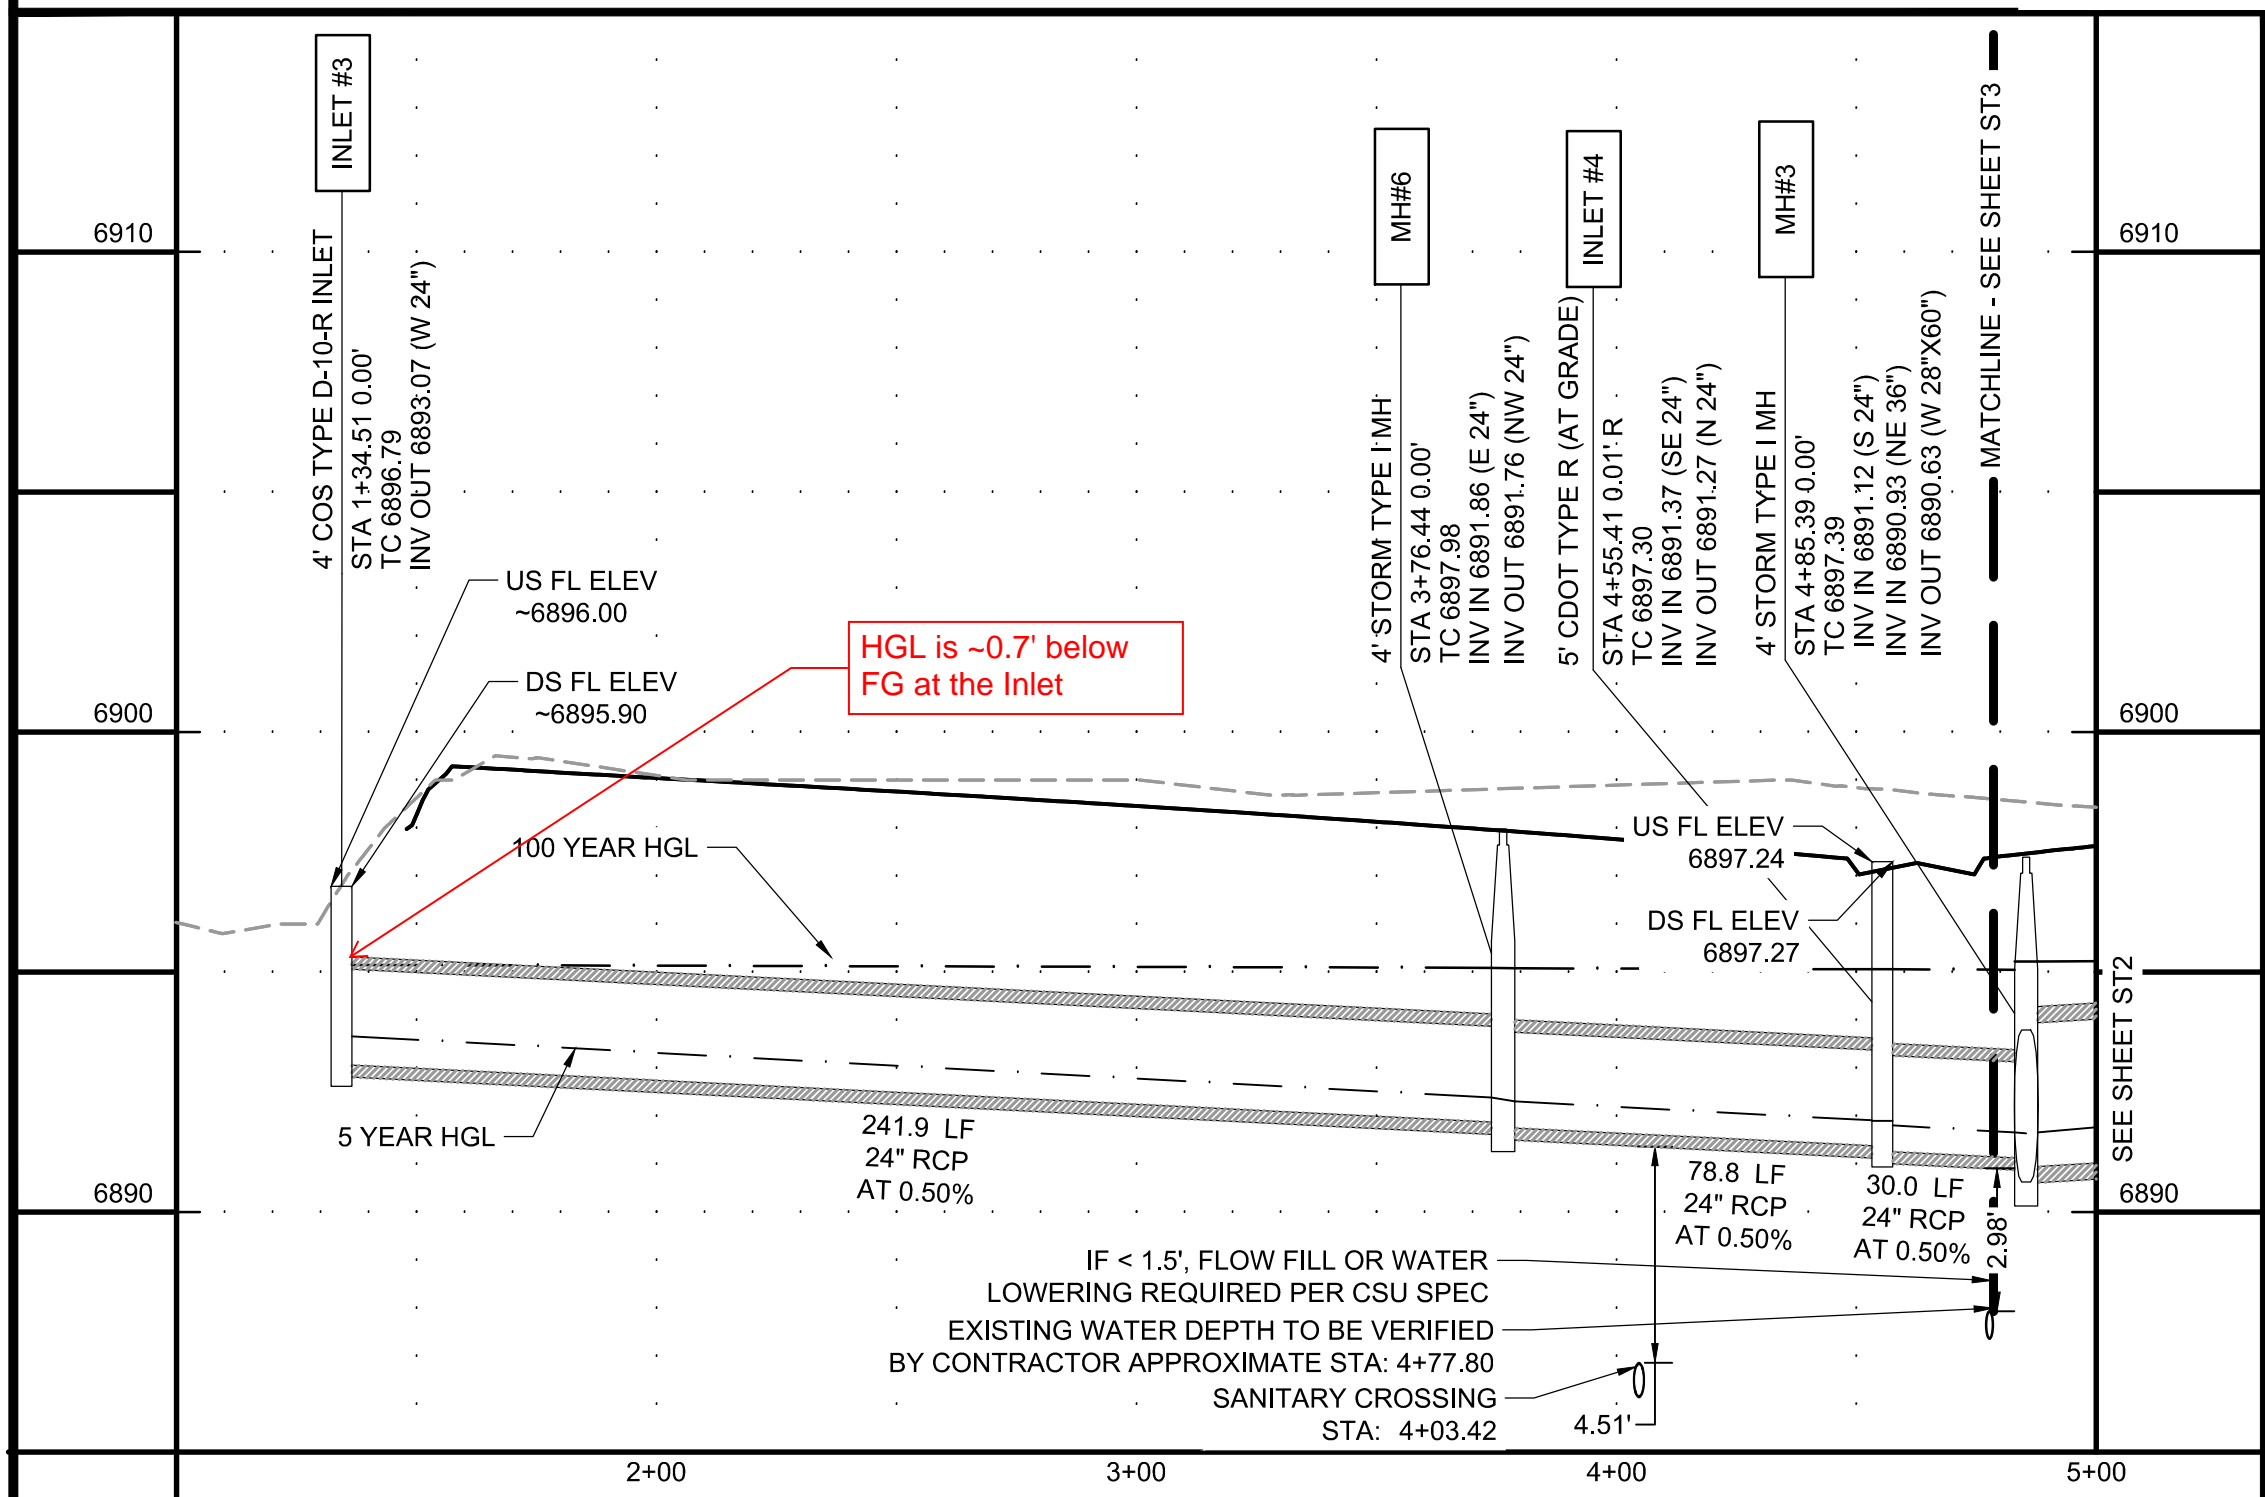 INLET #3
4' COS TYPE D-10-R INLET
STA 1+34.51 0.00'
TC 6896.79
INV OUT 6893.07 (W 24")
MH#6
4' STORM TYPE I MH
STA 3+76.44 0.00'
TC 6897.98
INV IN 6891.86 (E 24")
INV OUT 6891.76 (NW 24")
INLET #4
5' CDOT TYPE R (AT GRADE)
STA 4+55.41 0.01' R
TC 6897.30
INV IN 6891.37 (SE 24")
INV OUT 6891.27 (N 24")
MH#3
4' STORM TYPE I MH
STA 4+85.39 0.00'
TC 6897.39
INV IN 6891.12 (S 24")
INV IN 6890.93 (NE 36")
INV OUT 6890.63 (W 28"X60")
MATCHLINE - SEE SHEET ST3
6910
6910
US FL ELEV
~6896.00
HGL is ~0.7' below
FG at the Inlet
DS FL ELEV
~6895.90
6900
6900
100 YEAR HGL
US FL ELEV
6897.24
DS FL ELEV
6897.27
SEE SHEET ST2
5 YEAR HGL
241.9 LF
24" RCP
AT 0.50%
78.8 LF
24" RCP
AT 0.50%
30.0 LF
24" RCP
AT 0.50%
2.98'
6890
6890
IF < 1.5', FLOW FILL OR WATER
LOWERING REQUIRED PER CSU SPEC
EXISTING WATER DEPTH TO BE VERIFIED
BY CONTRACTOR APPROXIMATE STA: 4+77.80
SANITARY CROSSING
STA: 4+03.42
4.51'
2+00
3+00
4+00
5+00